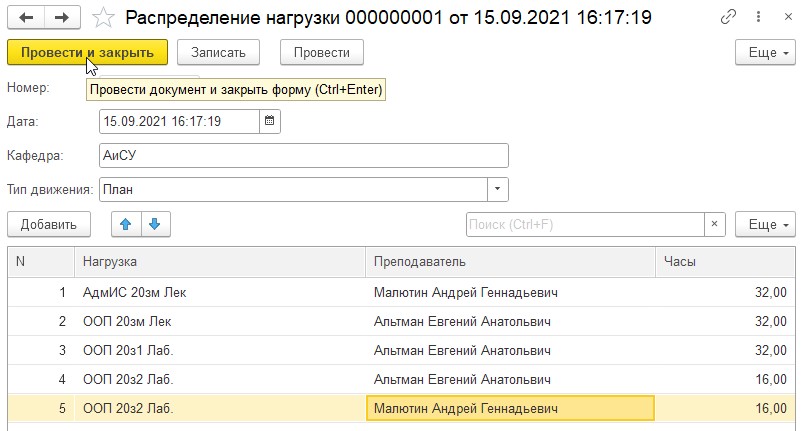 Распределение нагрузки 000000001 от 15.09.2021 16:17:19
Провести и закрыть Записать Провести Еще
Номер:
Провести документ и закрыть форму (Ctrl+Enter)
Дата: 15.09.2021 16:17:19
Кафедра: АиСУ
Тип движения: План
Добавить Поиск (Ctrl+F) × Еще
N Нагрузка Преподаватель Часы
1 АдмИС 20зм Лек Малютин Андрей Геннадьевич 32,00
2 ООП 20зм Лек Альтман Евгений Анатольвич 32,00
3 ООП 20з1 Лаб. Альтман Евгений Анатольвич 32,00
4 ООП 20з2 Лаб. Альтман Евгений Анатольвич 16,00
5 ООП 20з2 Лаб. Малютин Андрей Геннадьевич 16,00